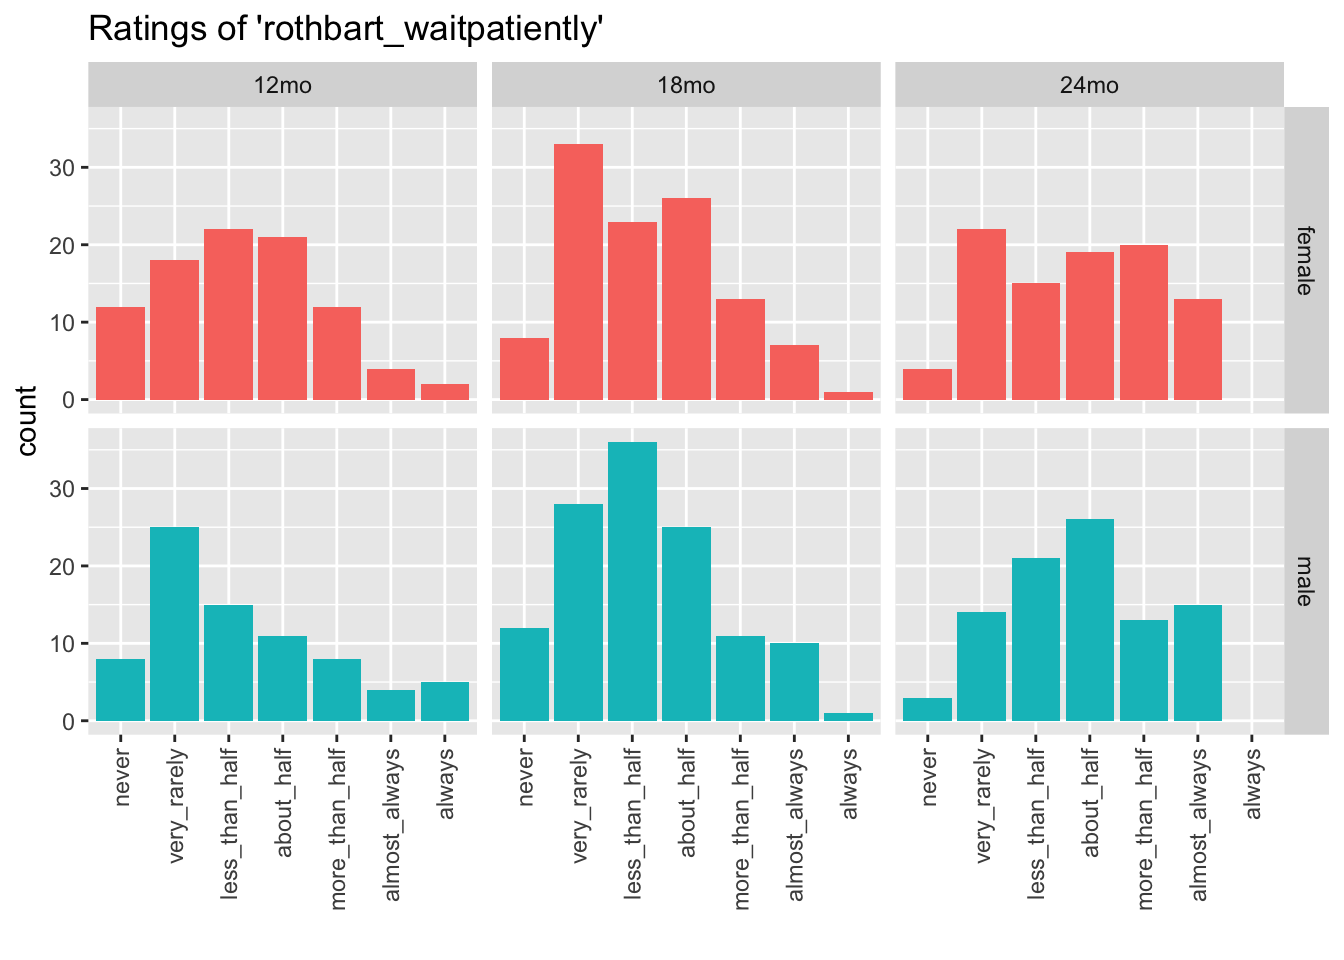 Ratings of 'rothbart_waitpatiently'
12mo
18mo
24mo
count
30
20
10
0
female
30
20
10
0
male
never
very_rarely
less_than_half
about_half
more_than_half
almost_always
always
never
very_rarely
less_than_half
about_half
more_than_half
almost_always
always
never
very_rarely
less_than_half
about_half
more_than_half
almost_always
always